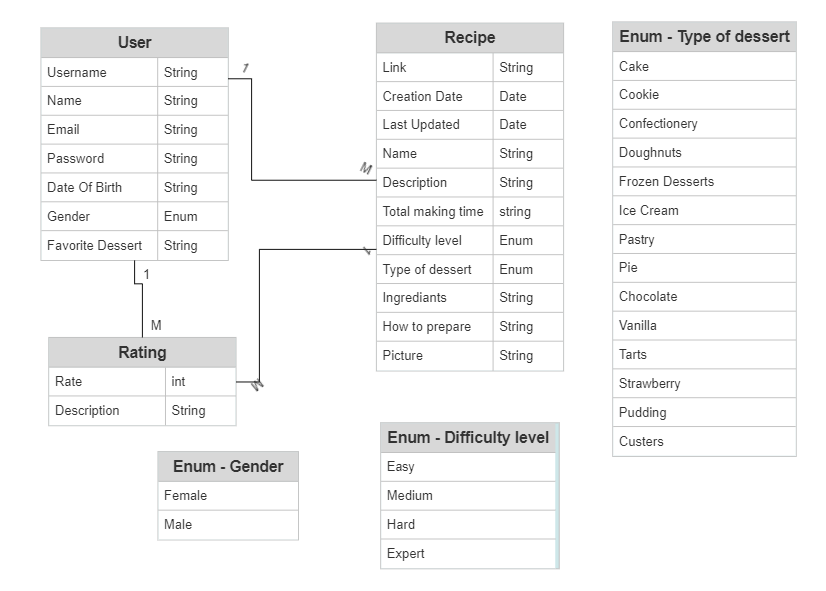 User
Username String
Name String
Email String
Password String
Date Of Birth String
Gender Enum
Favorite Dessert String
1
M
1
M
Rating
Rate int
Description String
M
1
Recipe
Link String
Creation Date Date
Last Updated Date
Name String
Description String
Total making time string
Difficulty level Enum
Type of dessert Enum
Ingrediants String
How to prepare String
Picture String
Enum - Type of dessert
Cake
Cookie
Confectionery
Doughnuts
Frozen Desserts
Ice Cream
Pastry
Pie
Chocolate
Vanilla
Tarts
Strawberry
Pudding
Custers
Enum - Gender
Female
Male
Enum - Difficulty level
Easy
Medium
Hard
Expert